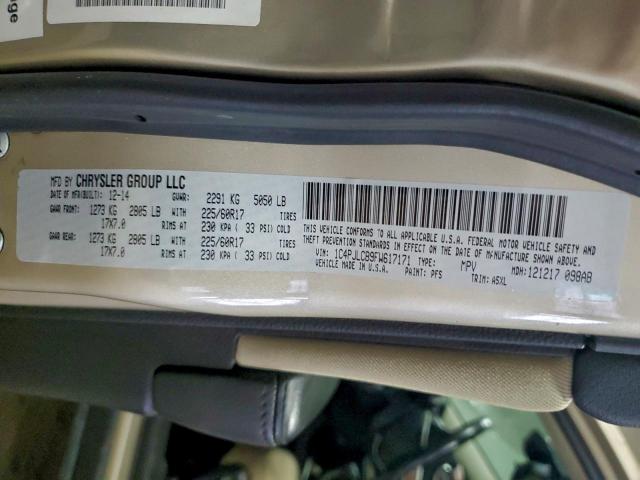 age
MFD BY CHRYSLER GROUP LLC
DATE OF MFR(BUILT): 12-14 GVWR: 2291 KG 5050 LB
GAWR FRONT: 1273 KG 2805 LB WITH 225/60R17 TIRES
17X7.0 RIMS AT 230 KPA ( 33 PSI) COLD
GAWR REAR: 1273 KG 2805 LB WITH 225/60R17 TIRES
17X7.0 RIMS AT 230 KPA ( 33 PSI) COLD
THIS VEHICLE CONFORMS TO ALL APPLICABLE U.S.A. FEDERAL MOTOR VEHICLE SAFETY AND
THEFT PREVENTION STANDARDS IN EFFECT ON THE DATE OF MANUFACTURE SHOWN ABOVE.
VEHICLE MADE IN U.S.A.
VIN: 1C4PJLCB9FW617171 TYPE: MPV MDH: 121217 098AB
PAINT: PFS TRIM: A5XL